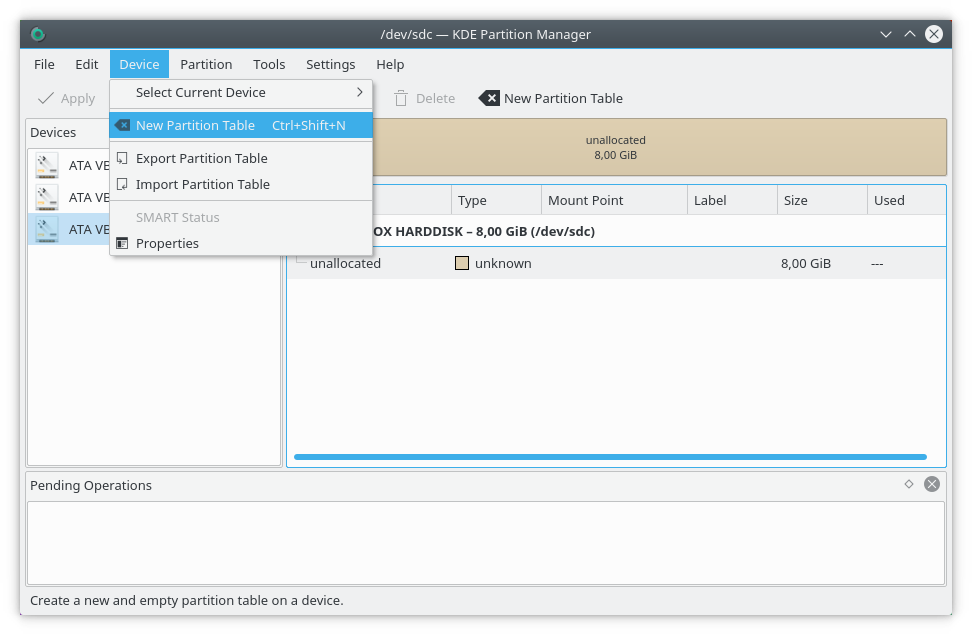 /dev/sdc — KDE Partition Manager
File Edit Device Partition Tools Settings Help
Apply
Delete
New Partition Table
Select Current Device
New Partition Table Ctrl+Shift+N
Export Partition Table
Import Partition Table
SMART Status
Properties
Devices
ATA VB
ATA VB
ATA VB
unallocated
8,00 GiB
Type Mount Point Label Size Used
OX HARDDISK – 8,00 GiB (/dev/sdc)
unallocated unknown 8,00 GiB ---
Pending Operations
Create a new and empty partition table on a device.